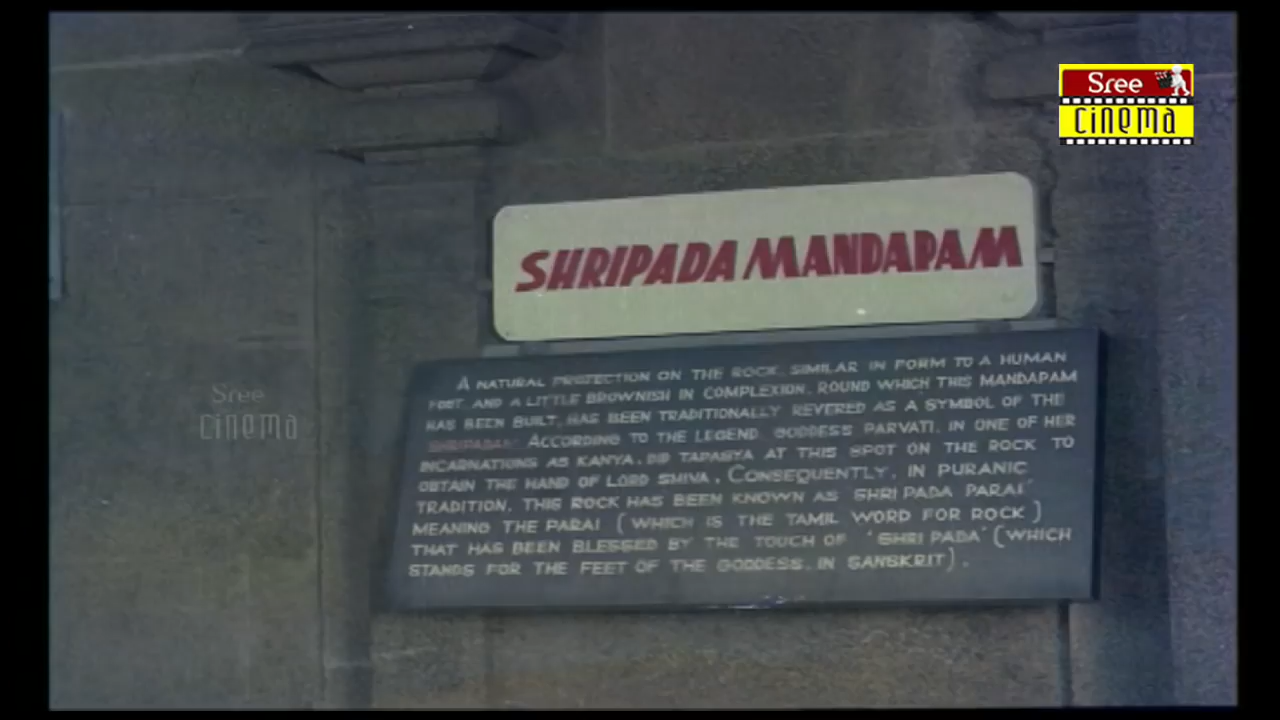 Sree
cinema
SHRIPADA MANDAPAM
A NATURAL PROJECTION ON THE ROCK, SIMILAR IN FORM TO A HUMAN
FOOT AND A LITTLE BROWNISH IN COMPLEXION, ROUND WHICH THIS MANDAPAM
HAS BEEN BUILT, HAS BEEN TRADITIONALLY REVERED AS A SYMBOL OF THE
SHRIPADAM. ACCORDING TO THE LEGEND, GODDESS PARVATI, IN ONE OF HER
INCARNATIONS AS KANYA, DID TAPASYA AT THIS SPOT ON THE ROCK TO
OBTAIN THE HAND OF LORD SHIVA. CONSEQUENTLY, IN PURANIC
TRADITION, THIS ROCK HAS BEEN KNOWN AS 'SHRI PADA PARAI'
MEANING THE PARAI (WHICH IS THE TAMIL WORD FOR ROCK)
THAT HAS BEEN BLESSED BY THE TOUCH OF 'SHRI PADA' (WHICH
STANDS FOR THE FEET OF THE GODDESS, IN SANSKRIT).
Sree
cinema